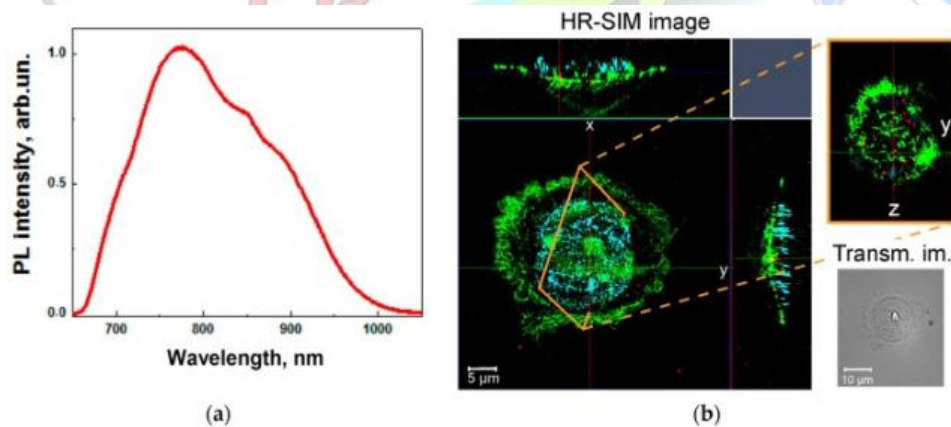 HR-SIM image
PL intensity, arb.un.
1.0
0.5
0.0
700 800 900 1000
Wavelength, nm
(a)
x
y
5 µm
y
z
Transm. im.
10 µm
(b)